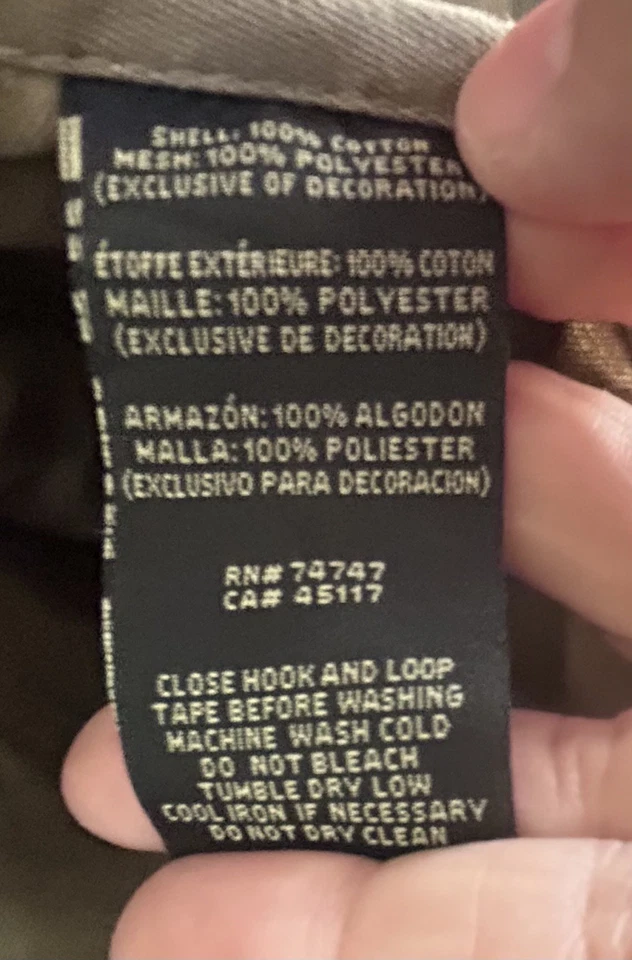 SHELL: 100% COTTON
MESH: 100% POLYESTER
(EXCLUSIVE OF DECORATION)
ÉTOFFE EXTÉRIEURE: 100% COTON
MAILLE: 100% POLYESTER
(EXCLUSIVE DE DECORATION)
ARMAZÓN: 100% ALGODON
MALLA: 100% POLIESTER
(EXCLUSIVO PARA DECORACION)
RN# 74747
CA# 45117
CLOSE HOOK AND LOOP
TAPE BEFORE WASHING
MACHINE WASH COLD
DO NOT BLEACH
TUMBLE DRY LOW
COOL IRON IF NECESSARY
DO NOT DRY CLEAN